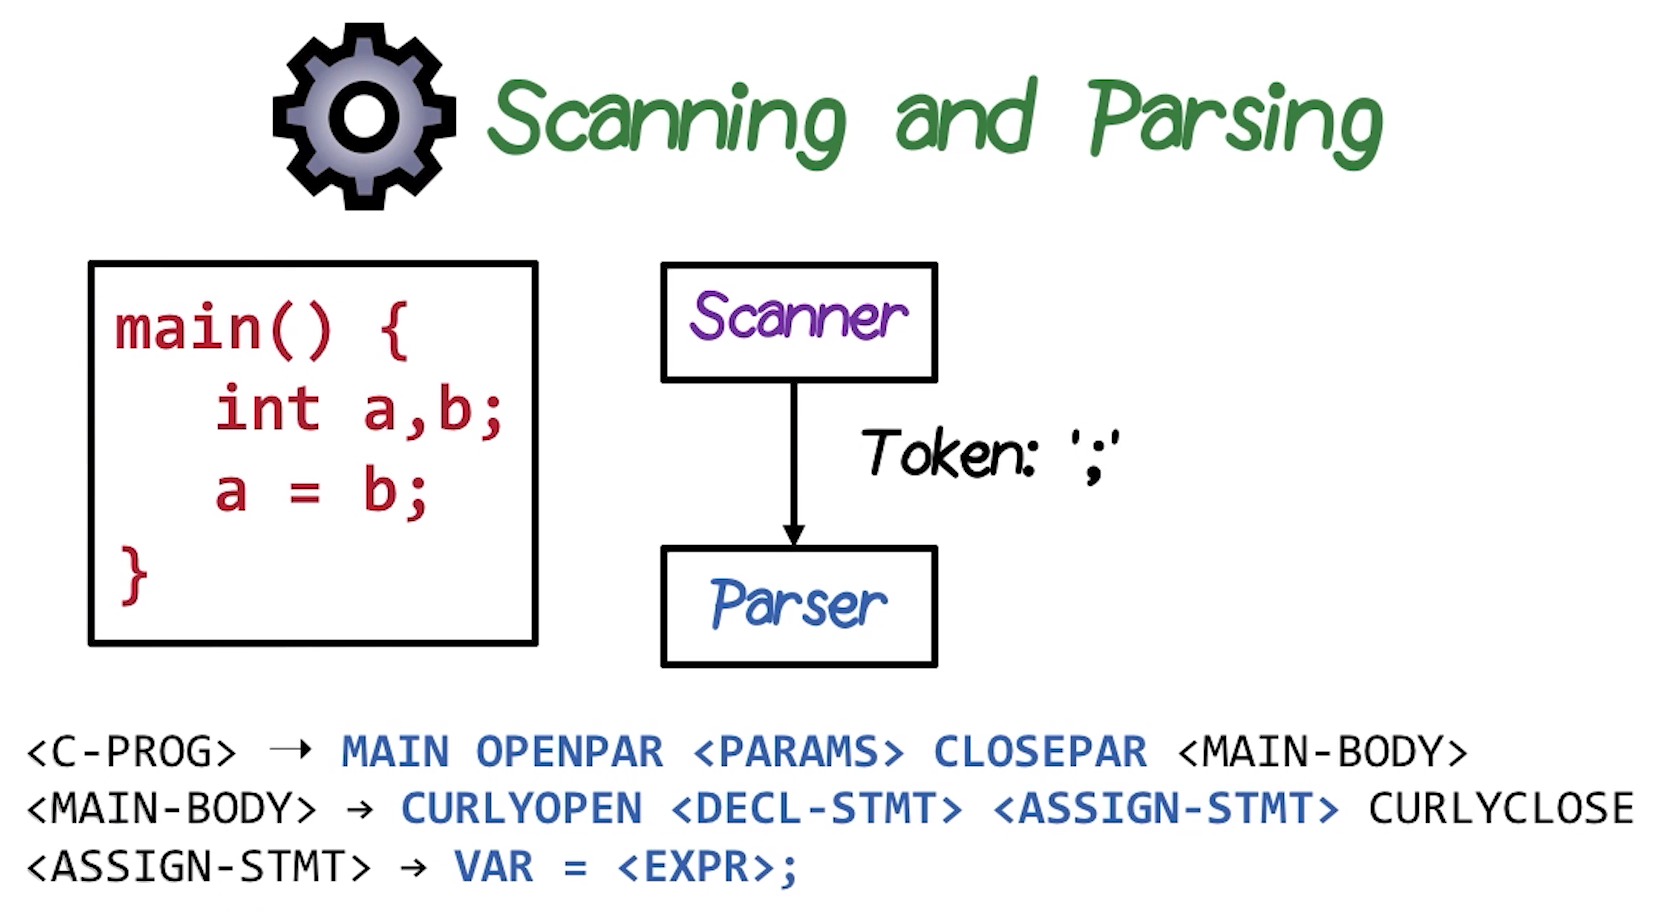 Scanning and Parsing
main() {
int a,b;
a = b;
}
Scanner
Token: ';'
Parser
<C-PROG> → MAIN OPENPAR <PARAMS> CLOSEPAR <MAIN-BODY>
<MAIN-BODY> → CURLYOPEN <DECL-STMT> <ASSIGN-STMT> CURLYCLOSE
<ASSIGN-STMT> → VAR = <EXPR>;